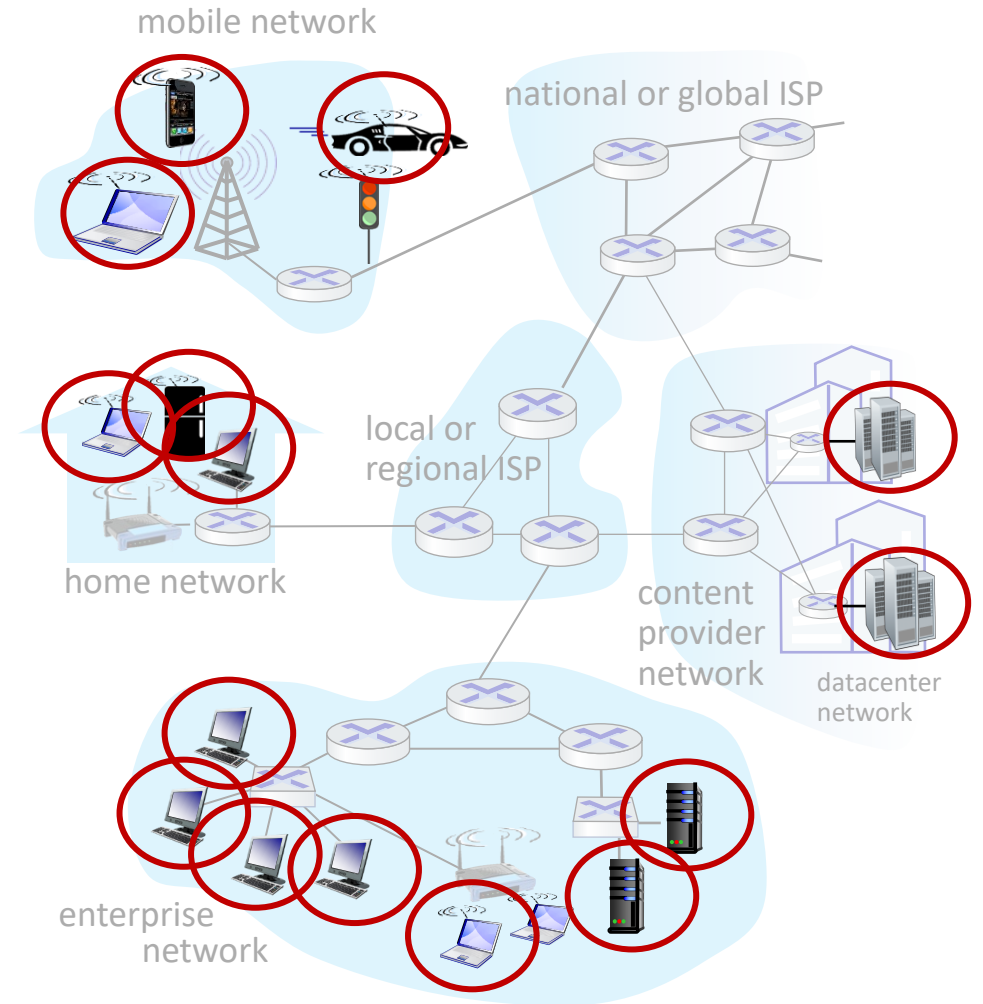 mobile network
national or global ISP
local or
regional ISP
home network
content
provider
network
datacenter
network
enterprise
network